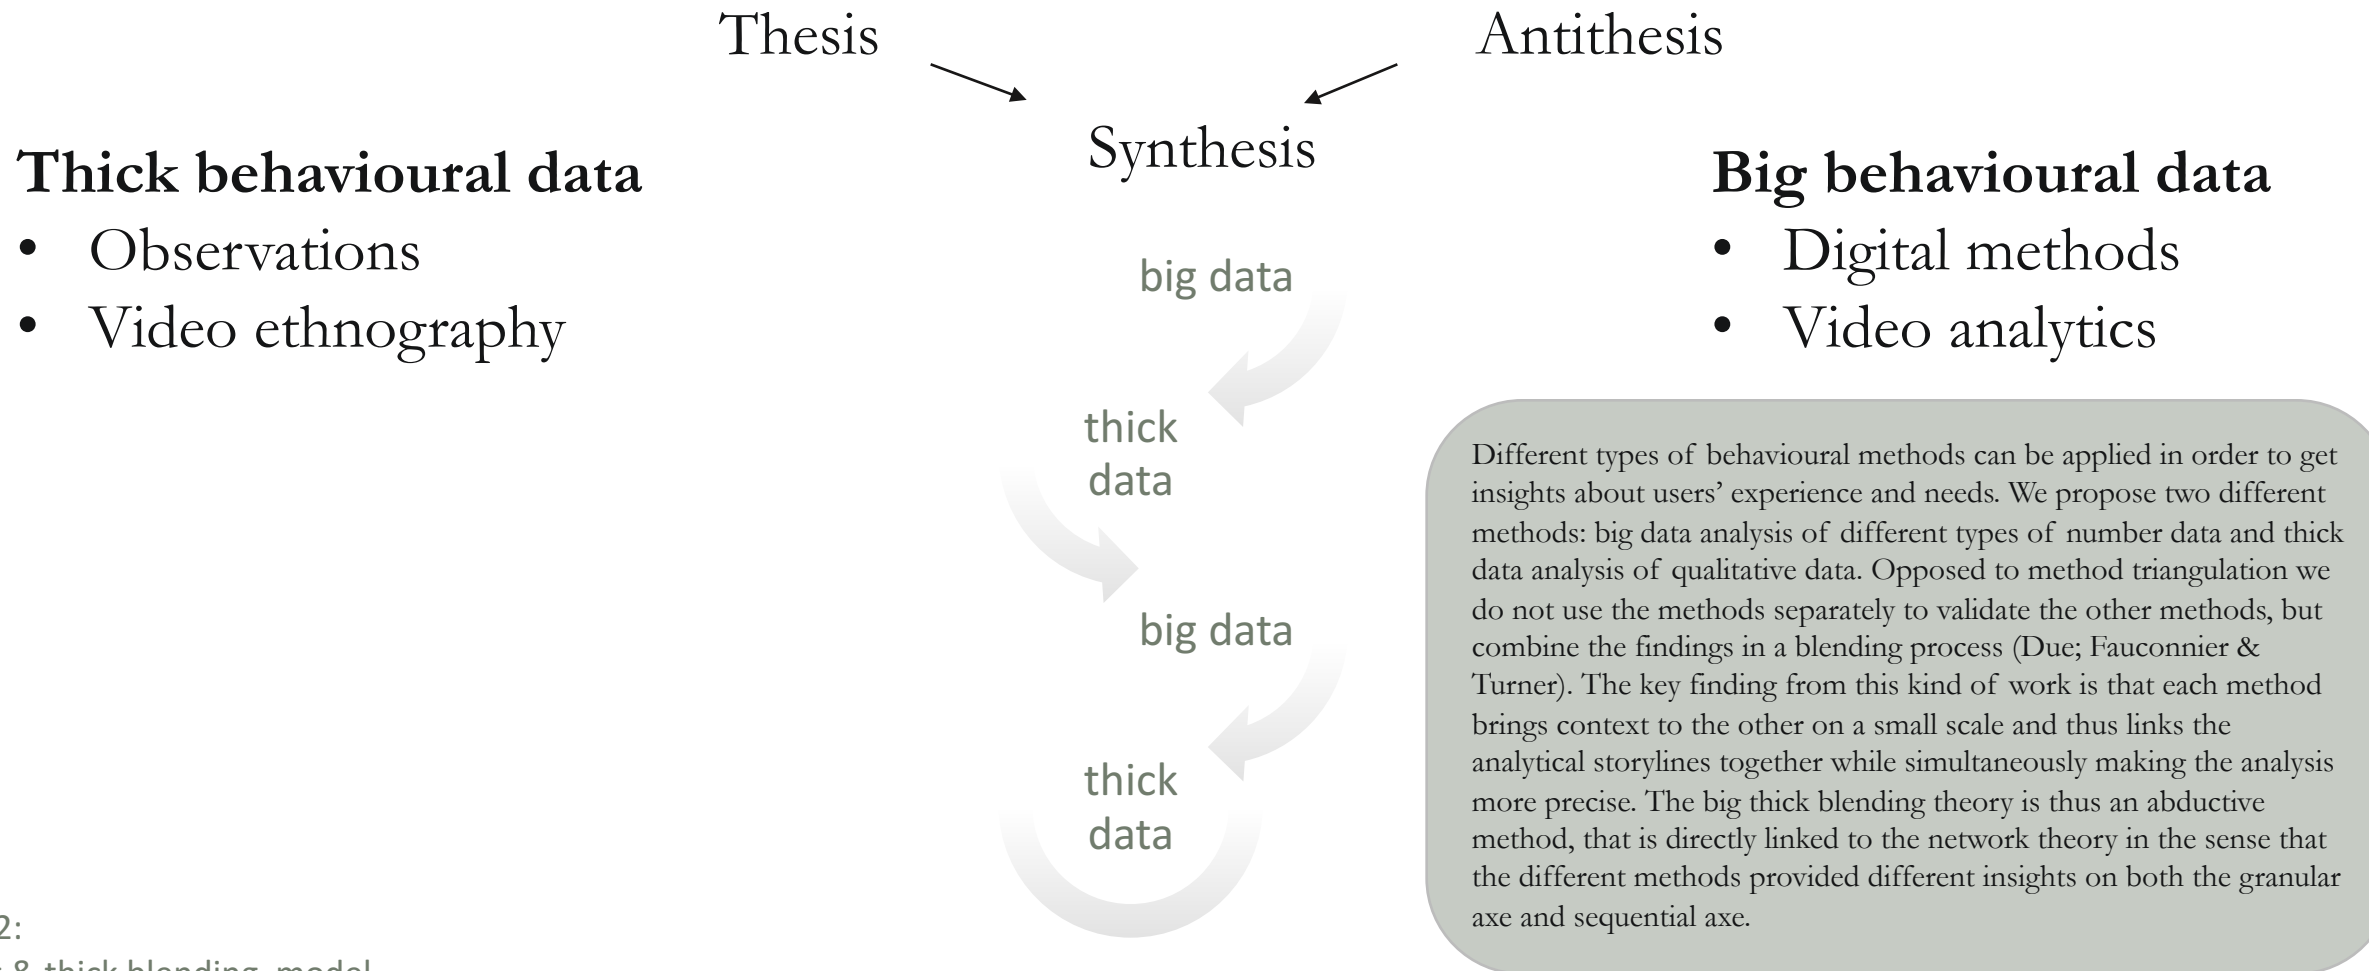 Thesis
Antithesis
Synthesis
Thick behavioural data
• Observations
• Video ethnography
big data
thick
data
big data
thick
data
Big behavioural data
• Digital methods
• Video analytics
Different types of behavioural methods can be applied in order to get
insights about users’ experience and needs. We propose two different
methods: big data analysis of different types of number data and thick
data analysis of qualitative data. Opposed to method triangulation we
do not use the methods separately to validate the other methods, but
combine the findings in a blending process (Due; Fauconnier &
Turner). The key finding from this kind of work is that each method
brings context to the other on a small scale and thus links the
analytical storylines together while simultaneously making the analysis
more precise. The big thick blending theory is thus an abductive
method, that is directly linked to the network theory in the sense that
the different methods provided different insights on both the granular
axe and sequential axe.
2:
& thick blending model